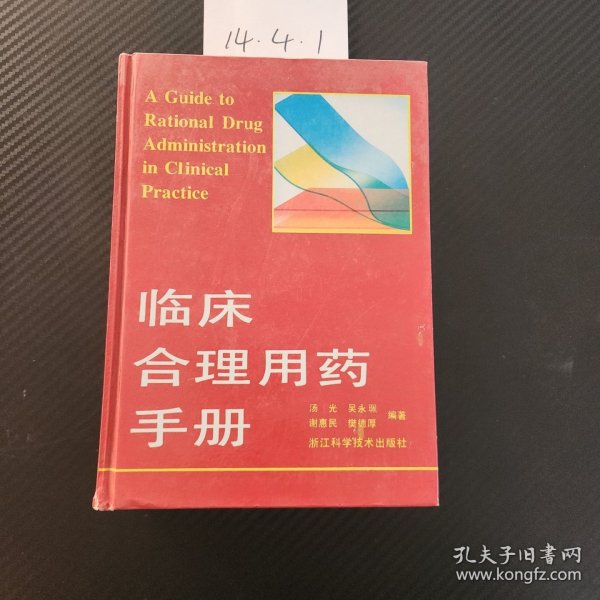 14.4.1
A Guide to
Rational Drug
Administration
in Clinical
Practice
临床
合理用药
手册
汤 光 吴永佩
谢惠民 樊德厚
编著
浙江科学技术出版社
孔夫子旧书网
www.kongfz.com